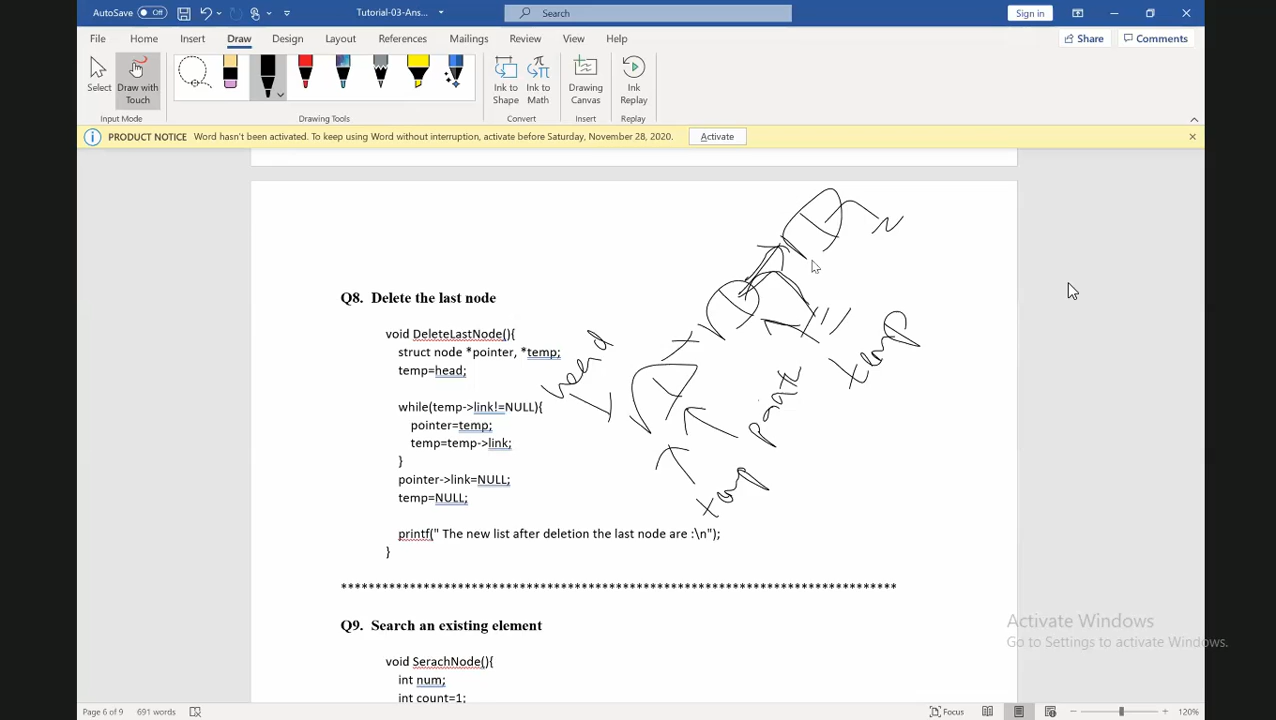 AutoSave Off Tutorial-03-Ans... Search Sign in
File Home Insert Draw Design Layout References Mailings Review View Help Share Comments
Select Draw with Touch Ink to Shape Ink to Math Drawing Canvas Ink Replay
Input Mode Drawing Tools Convert Insert Replay
PRODUCT NOTICE Word hasn't been activated. To keep using Word without interruption, activate before Saturday, November 28, 2020. Activate
N
Q8. Delete the last node
void DeleteLastNode(){
struct node *pointer, *temp;
temp=head;
head
temp
while(temp->link!=NULL){
pointer=temp;
temp=temp->link;
}
pointer->link=NULL;
temp=NULL;
temp
printf(" The new list after deletion the last node are :\n");
}
******************************************************************************
Q9. Search an existing element
void SerachNode(){
int num;
int count=1;
Activate Windows
Go to Settings to activate Windows.
Page 6 of 9 691 words Focus 120%